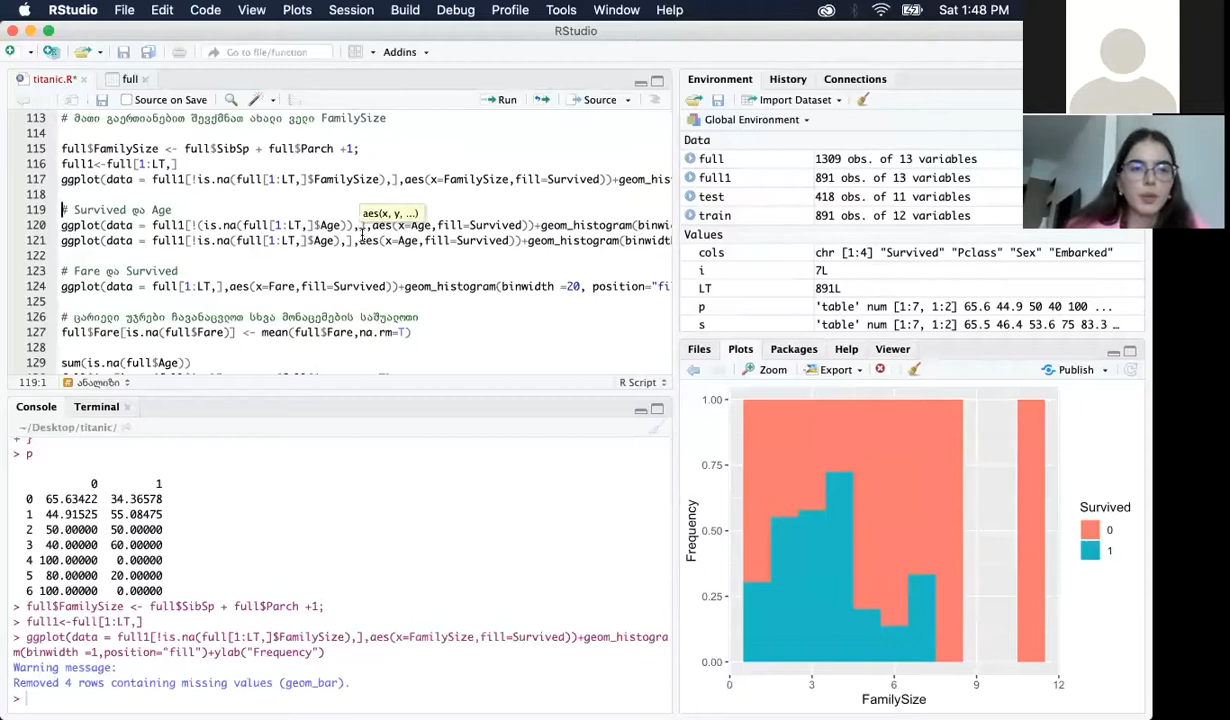 RStudio File Edit Code View Plots Session Build Debug Profile Tools Window Help Sat 1:48 PM
RStudio
Go to file/function Addins
titanic.R* full
Source on Save Run Source
113 # მათი გაერთიანებით შევქმნათ ახალი ველი FamilySize
114
115 full$FamilySize <- full$SibSp + full$Parch +1;
116 full1<-full[1:LT,]
117 ggplot(data = full1[!is.na(full[1:LT,]$FamilySize),],aes(x=FamilySize,fill=Survived))+geom_his
118
aes(x, y, ...)
119 # Survived და Age
120 ggplot(data = full1[!(is.na(full[1:LT,]$Age)),],aes(x=Age,fill=Survived))+geom_histogram(binw
121 ggplot(data = full1[!is.na(full[1:LT,]$Age),],aes(x=Age,fill=Survived))+geom_histogram(binwidt
122
123 # Fare და Survived
124 ggplot(data = full[1:LT,],aes(x=Fare,fill=Survived))+geom_histogram(binwidth =20, position="fi
125
126 # ცარიელი უჯრები ჩავანაცვლოთ სხვა მონაცემების საშუალოთი
127 full$Fare[is.na(full$Fare)] <- mean(full$Fare,na.rm=T)
128
129 sum(is.na(full$Age))
119:1 ანალიზი R Script
Console Terminal
~/Desktop/titanic/
+ }
> p
0 1
0 65.63422 34.36578
1 44.91525 55.08475
2 50.00000 50.00000
3 40.00000 60.00000
4 100.00000 0.00000
5 80.00000 20.00000
6 100.00000 0.00000
> full$FamilySize <- full$SibSp + full$Parch +1;
> full1<-full[1:LT,]
> ggplot(data = full1[!is.na(full[1:LT,]$FamilySize),],aes(x=FamilySize,fill=Survived))+geom_histogra
m(binwidth =1,position="fill")+ylab("Frequency")
Warning message:
Removed 4 rows containing missing values (geom_bar).
>
Environment History Connections
Import Dataset
Global Environment
Data
full 1309 obs. of 13 variables
full1 891 obs. of 13 variables
test 418 obs. of 11 variables
train 891 obs. of 12 variables
Values
cols chr [1:4] "Survived" "Pclass" "Sex" "Embarked"
i 7L
LT 891L
p 'table' num [1:7, 1:2] 65.6 44.9 50 40 100 ...
s 'table' num [1:7, 1:2] 65.5 46.4 53.6 75 83.3 ...
Files Plots Packages Help Viewer
Zoom Export Publish
1.00
0.75
0.50
0.25
0.00
Frequency
0 3 6 9 12
FamilySize
Survived
0
1